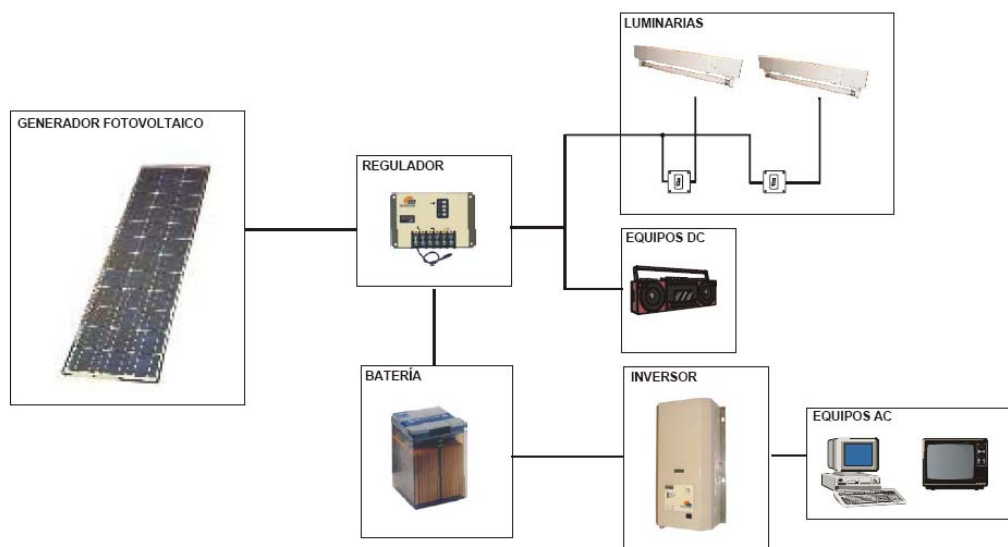 LUMINARIAS
GENERADOR FOTOVOLTAICO
REGULADOR
EQUIPOS DC
BATERÍA
INVERSOR
EQUIPOS AC